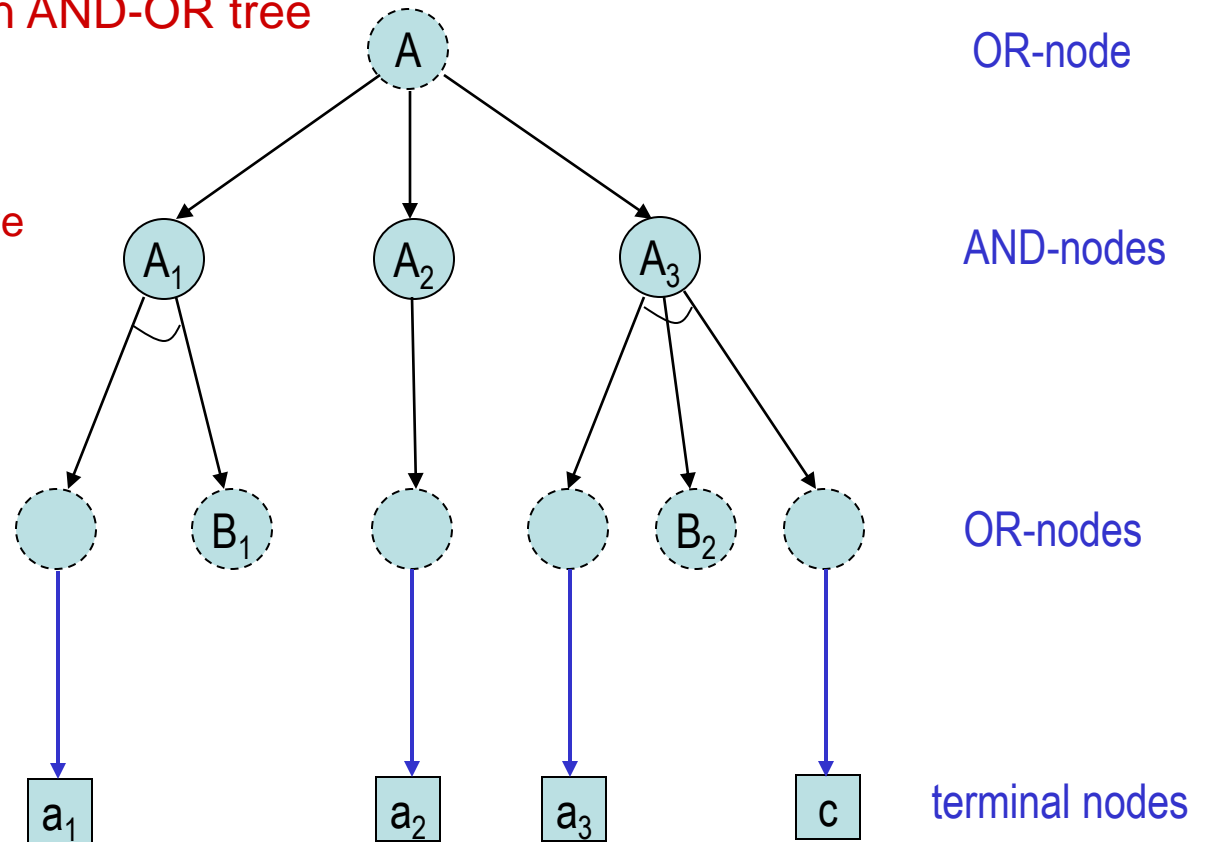 AND-OR tree
A
OR-node
A₁
A₂
A₃
AND-nodes
B₁
B₂
OR-nodes
a₁
a₂
a₃
c
terminal nodes